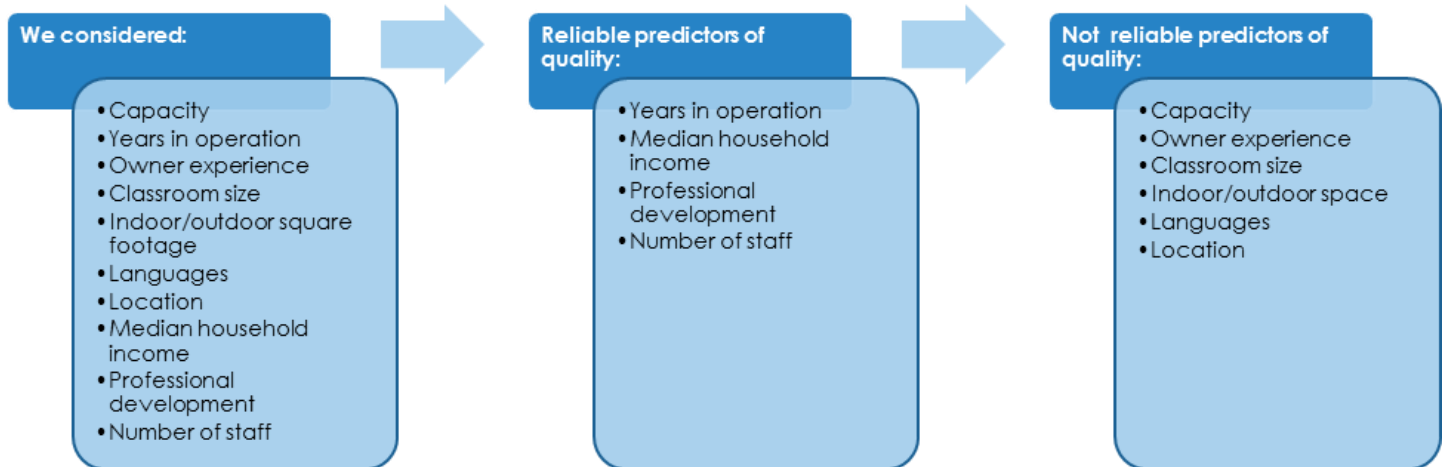 We considered:
•Capacity
•Years in operation
•Owner experience
•Classroom size
•Indoor/outdoor square
footage
•Languages
•Location
•Median household
income
•Professional
development
•Number of staff
Reliable predictors of
quality:
•Years in operation
•Median household
income
•Professional
development
•Number of staff
Not reliable predictors of
quality:
•Capacity
•Owner experience
•Classroom size
•Indoor/outdoor space
•Languages
•Location